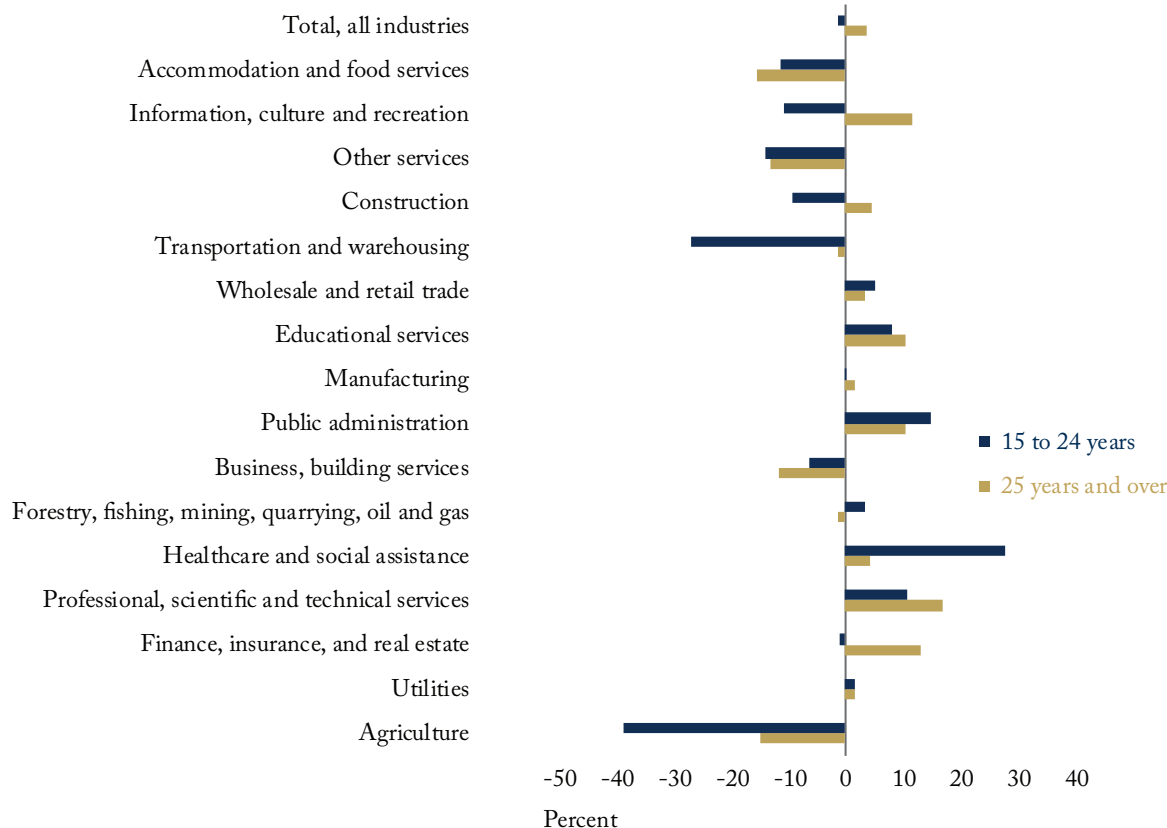 Total, all industries
Accommodation and food services
Information, culture and recreation
Other services
Construction
Transportation and warehousing
Wholesale and retail trade
Educational services
Manufacturing
Public administration
15 to 24 years
Business, building services
25 years and over
Forestry, fishing, mining, quarrying, oil and gas
Healthcare and social assistance
Professional, scientific and technical services
Finance, insurance, and real estate
Utilities
Agriculture
-50 -40 -30 -20 -10 0 10 20 30 40
Percent